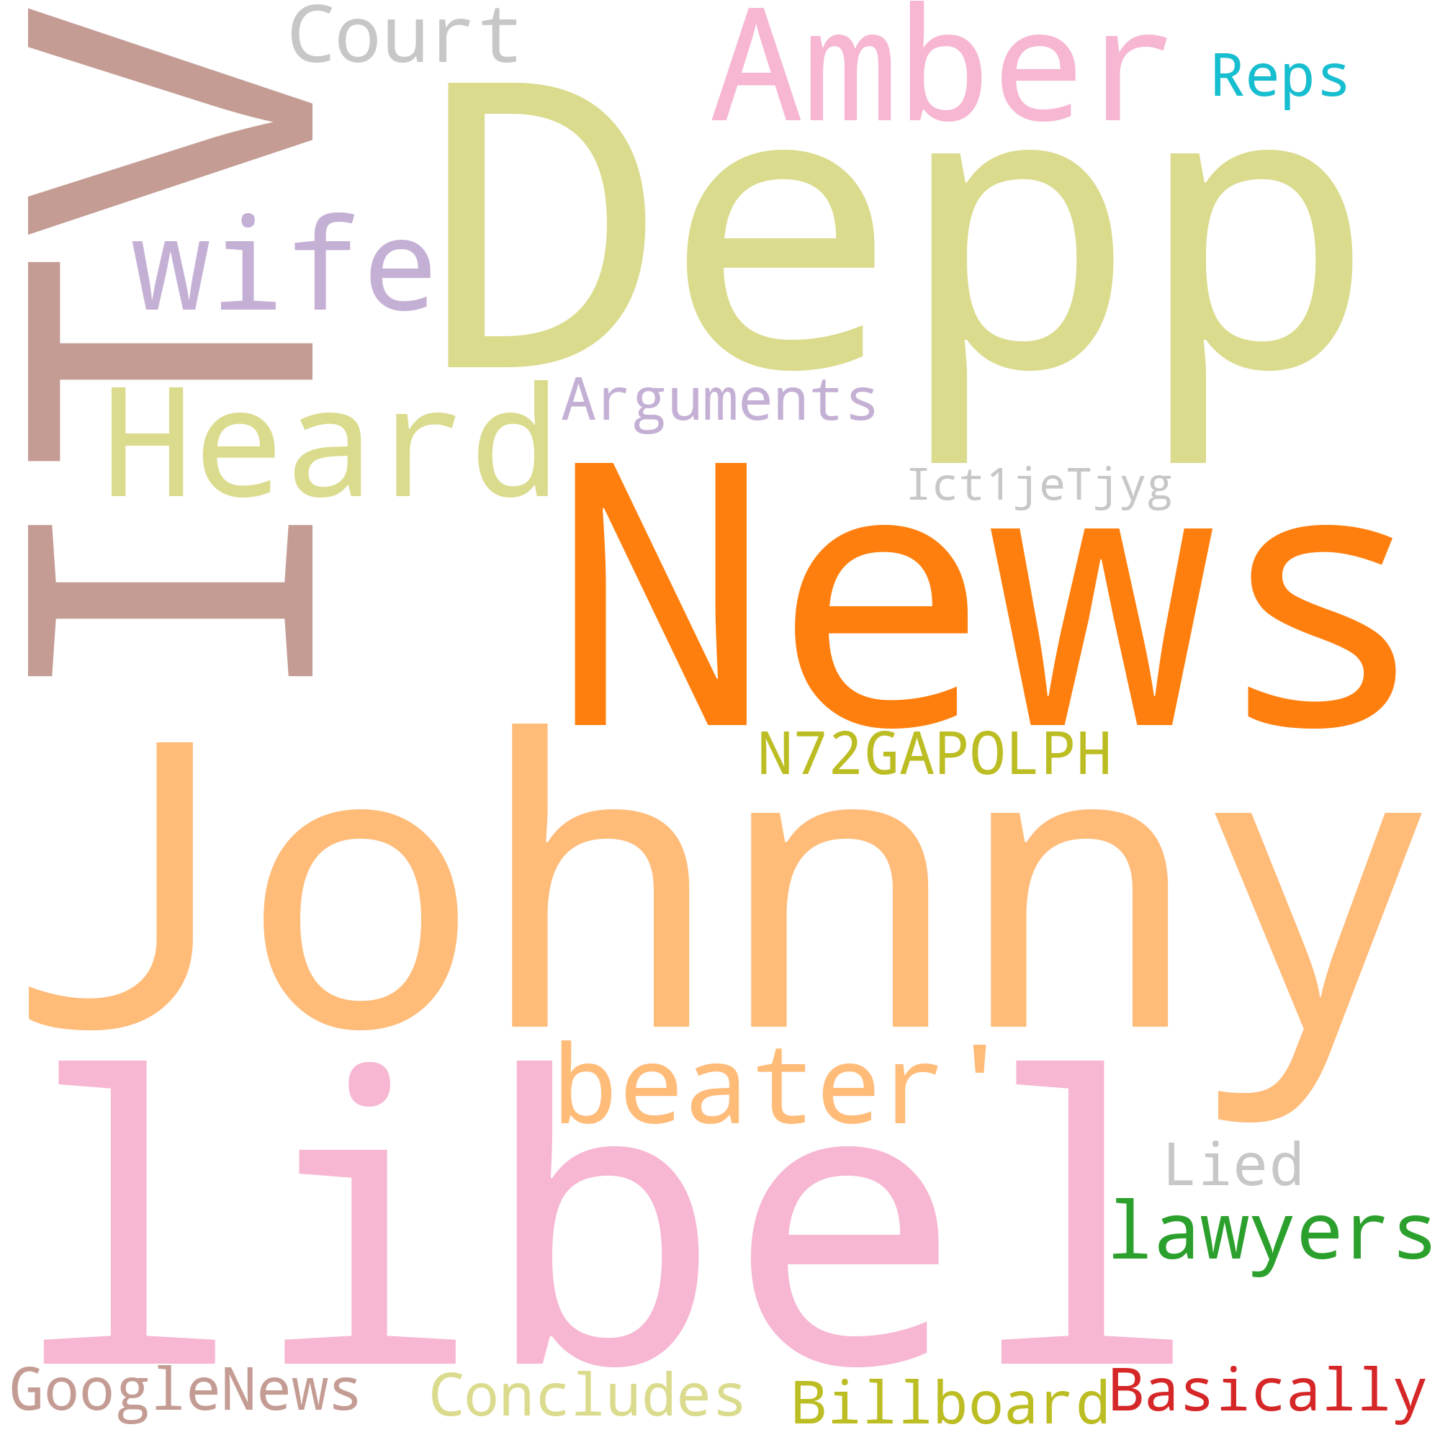 Court
Amber
Reps
ITV
Depp
wife
Heard
Arguments
Ict1jeTjyg
News
N72GAPOLPH
Johnny
beater'
libel
Lied
lawyers
GoogleNews
Concludes
Billboard
Basically